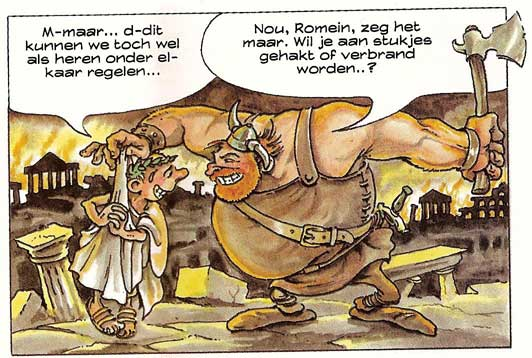 M-maar... d-dit
kunnen we toch wel
als heren onder el-
kaar regelen...
Nou, Romein, zeg het
maar. Wil je aan stukjes
gehakt of verbrand
worden..?